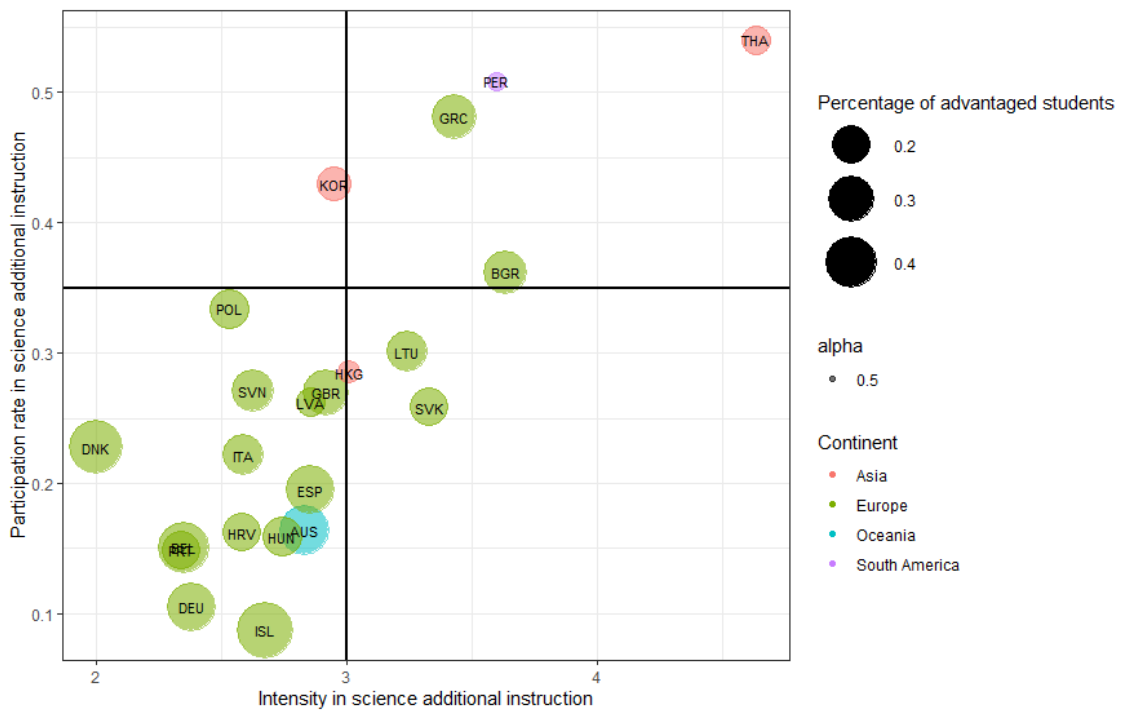 THA
PER
GRC
KOR
BGR
POL
LTU
HKG
SVN
GBR
LVA
SVK
DNK
ITA
ESP
HRV
HUN
AUS
BEL
PRT
DEU
ISL
0.5
0.4
0.3
0.2
0.1
2
3
4
Participation rate in science additional instruction
Intensity in science additional instruction
Percentage of advantaged students
0.2
0.3
0.4
alpha
0.5
Continent
Asia
Europe
Oceania
South America